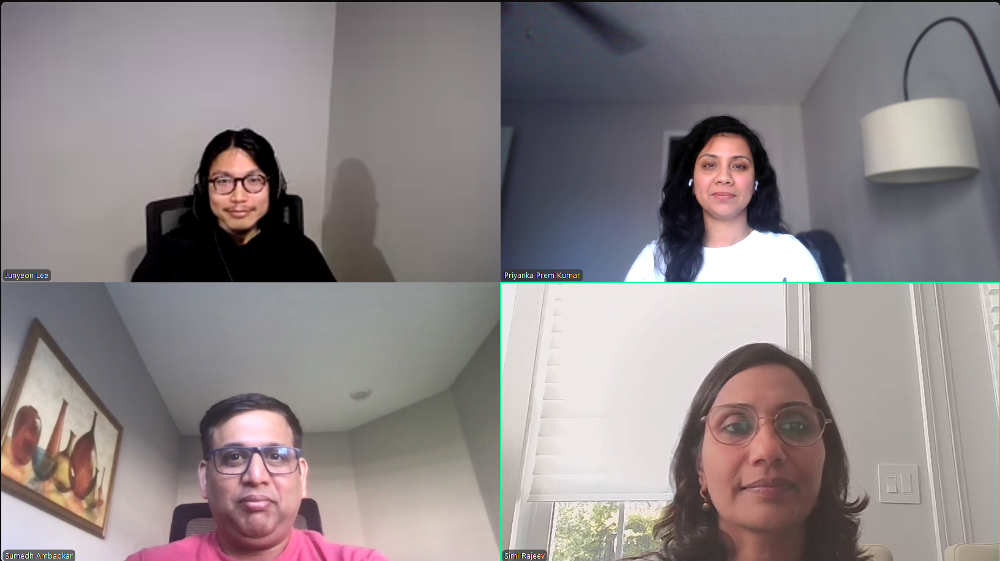 Junyeon Lee
Priyanka Prem Kumar
Sumedh Ambapkar
Simi Rajeev